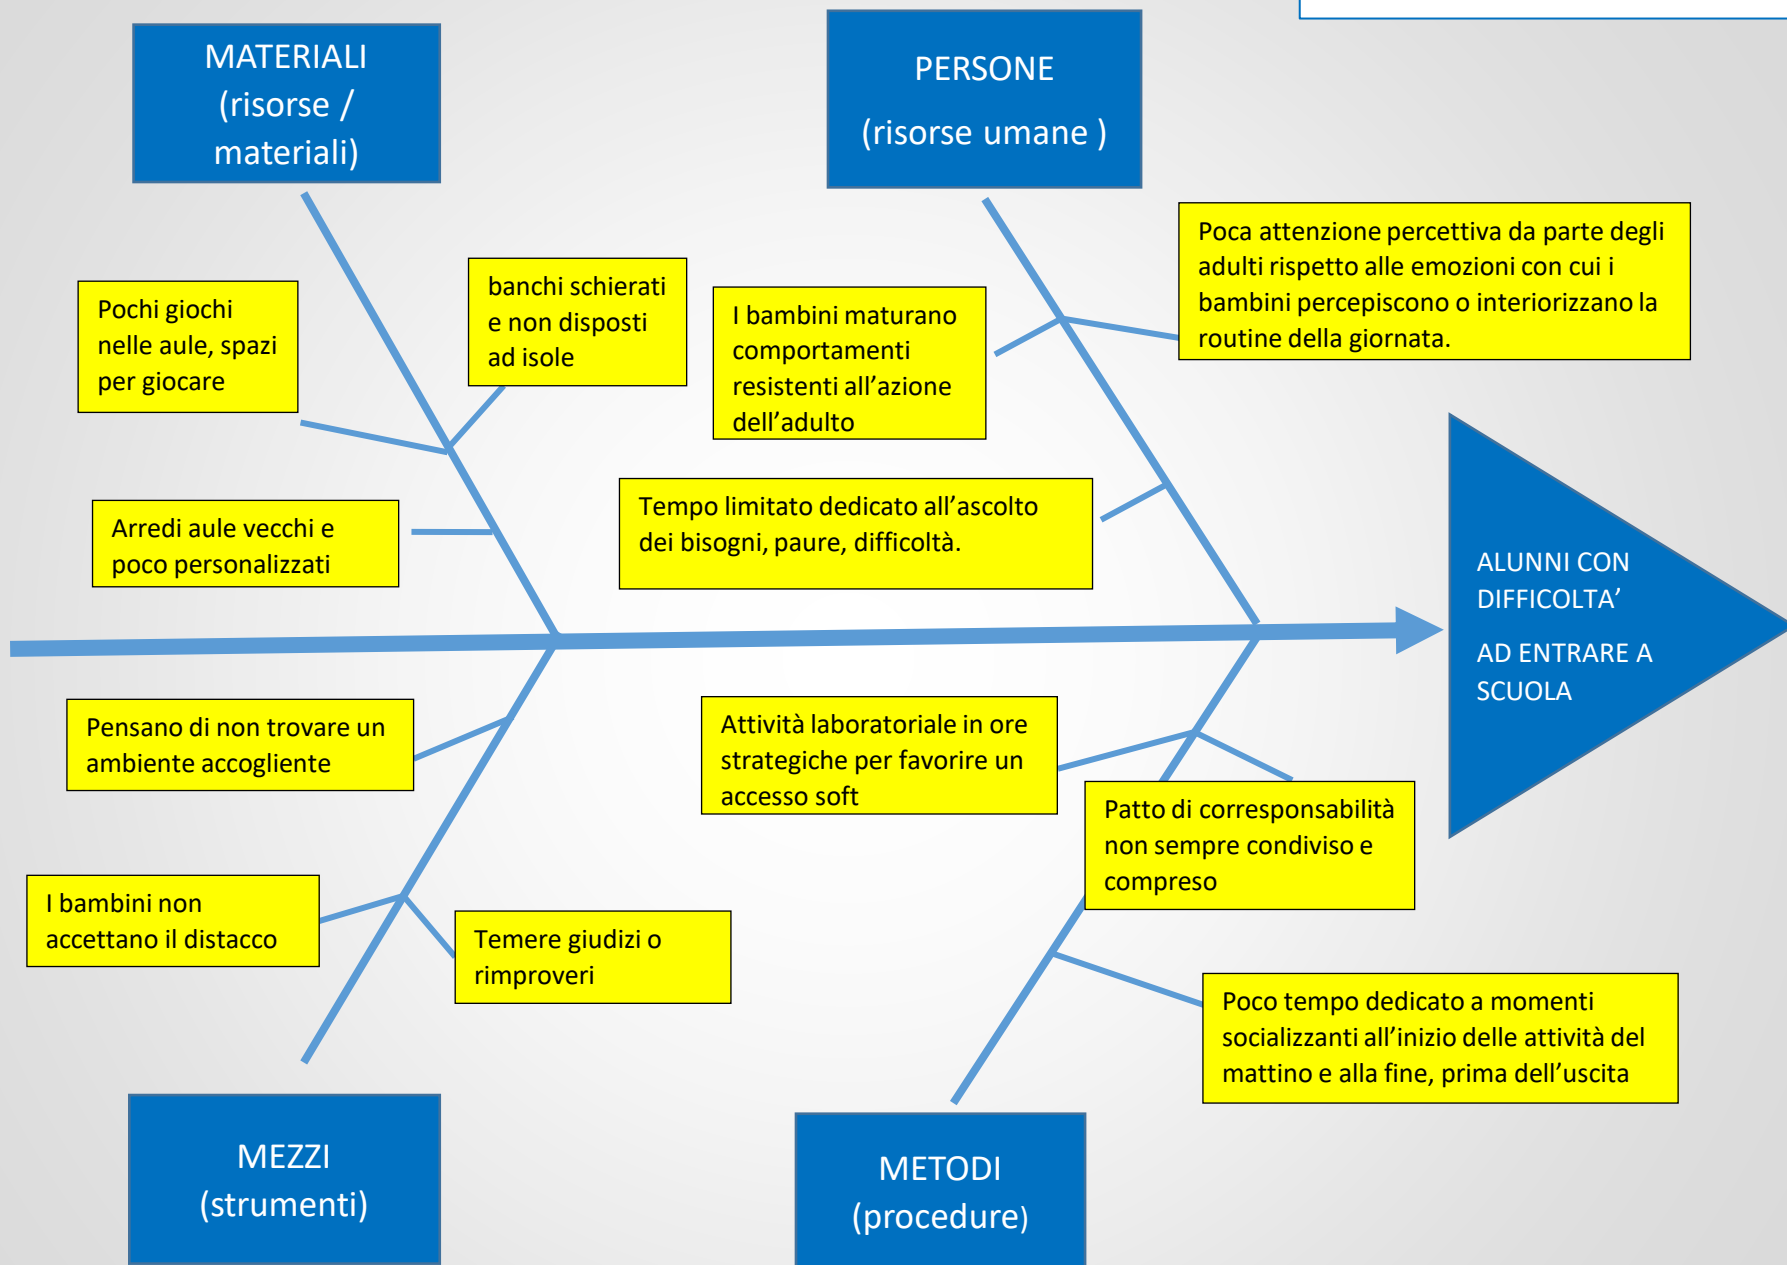 MATERIALI
(risorse /
materiali)
PERSONE
(risorse umane )
Pochi giochi
nelle aule, spazi
per giocare
banchi schierati
e non disposti
ad isole
I bambini maturano
comportamenti
resistenti all’azione
dell’adulto
Poca attenzione percettiva da parte degli
adulti rispetto alle emozioni con cui i
bambini percepiscono o interiorizzano la
routine della giornata.
Arredi aule vecchi e
poco personalizzati
Tempo limitato dedicato all’ascolto
dei bisogni, paure, difficoltà.
ALUNNI CON
DIFFICOLTA’
AD ENTRARE A
SCUOLA
Pensano di non trovare un
ambiente accogliente
Attività laboratoriale in ore
strategiche per favorire un
accesso soft
Patto di corresponsabilità
non sempre condiviso e
compreso
I bambini non
accettano il distacco
Temere giudizi o
rimproveri
Poco tempo dedicato a momenti
socializzanti all’inizio delle attività del
mattino e alla fine, prima dell’uscita
MEZZI
(strumenti)
METODI
(procedure)